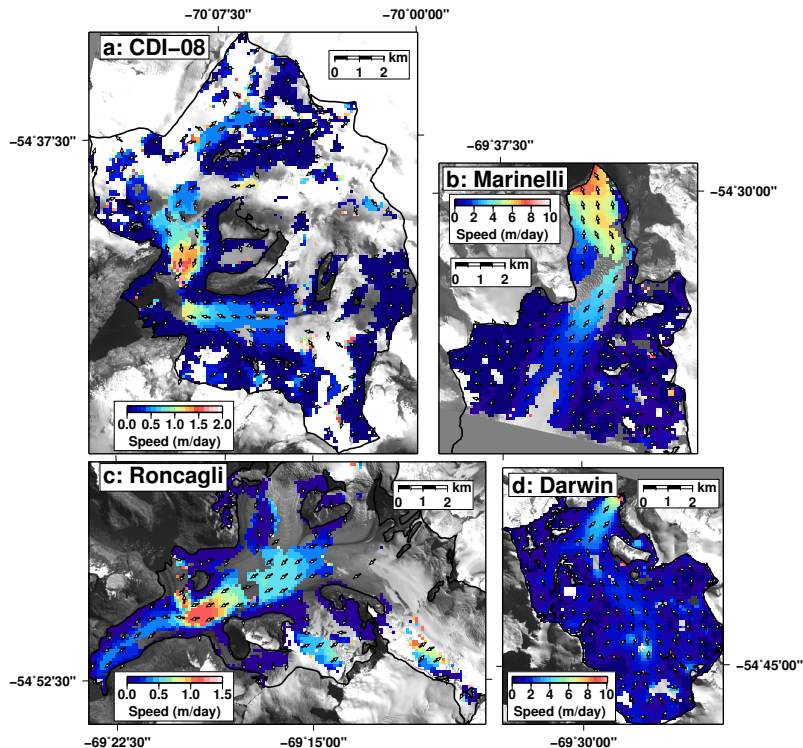 −70˚07'30"
−70˚00'00"
a: CDI−08
km
0 1 2
−54˚37'30"
−69˚37'30"
b: Marinelli
−54˚30'00"
0 2 4 6 8 10
Speed (m/day)
km
0 1 2
0.0 0.5 1.0 1.5 2.0
Speed (m/day)
c: Roncagli
km
0 1 2
d: Darwin
km
0 1 2
−54˚52'30"
0.0 0.5 1.0 1.5
Speed (m/day)
0 2 4 6 8 10
Speed (m/day)
−54˚45'00"
−69˚22'30"
−69˚15'00"
−69˚30'00"